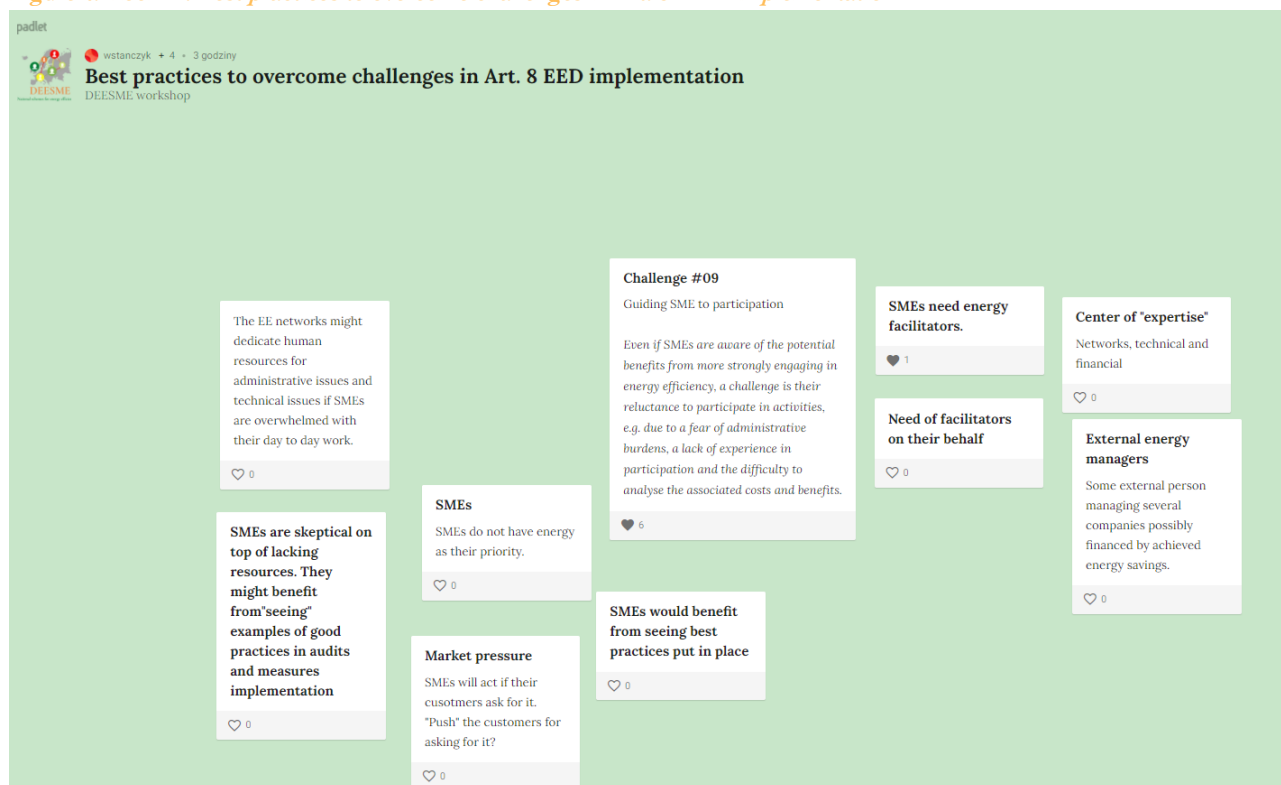 padlet
wstanczyk + 4 • 3 godziny
Best practices to overcome challenges in Art. 8 EED implementation
DEESME workshop
DEESME
The EE networks might
dedicate human
resources for
administrative issues and
technical issues if SMEs
are overwhelmed with
their day to day work.
0
SMEs are skeptical on
top of lacking
resources. They
might benefit
from"seeing"
examples of good
practices in audits
and measures
implementation
0
SMEs
SMEs do not have energy
as their priority.
0
Market pressure
SMEs will act if their
cusotmers ask for it.
"Push" the customers for
asking for it?
0
Challenge #09
Guiding SME to participation
Even if SMEs are aware of the potential
benefits from more strongly engaging in
energy efficiency, a challenge is their
reluctance to participate in activities,
e.g. due to a fear of administrative
burdens, a lack of experience in
participation and the difficulty to
analyse the associated costs and benefits.
6
SMEs would benefit
from seeing best
practices put in place
0
SMEs need energy
facilitators.
1
Need of facilitators
on their behalf
0
Center of "expertise"
Networks, technical and
financial
0
External energy
managers
Some external person
managing several
companies possibly
financed by achieved
energy savings.
0